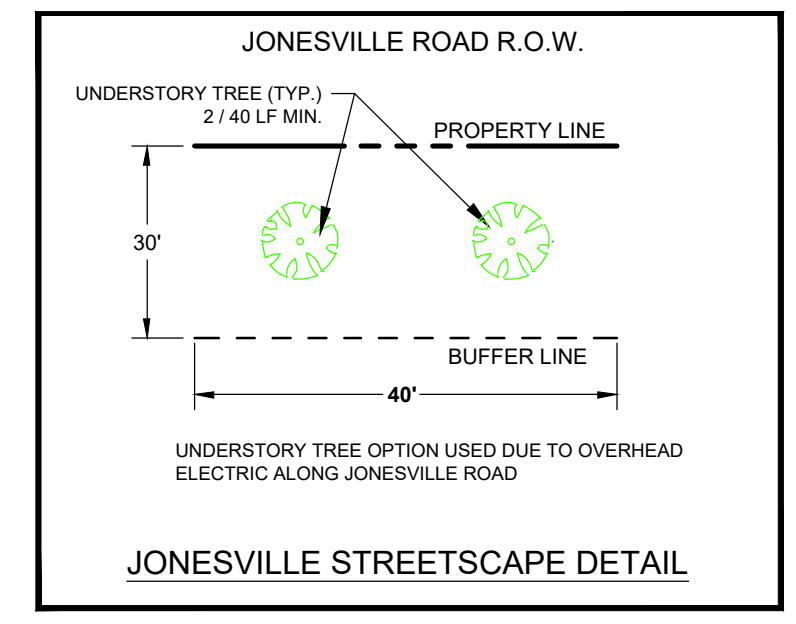 JONESVILLE ROAD R.O.W.
UNDERSTORY TREE (TYP.)
2 / 40 LF MIN.
PROPERTY LINE
30'
BUFFER LINE
40'
UNDERSTORY TREE OPTION USED DUE TO OVERHEAD
ELECTRIC ALONG JONESVILLE ROAD
JONESVILLE STREETSCAPE DETAIL